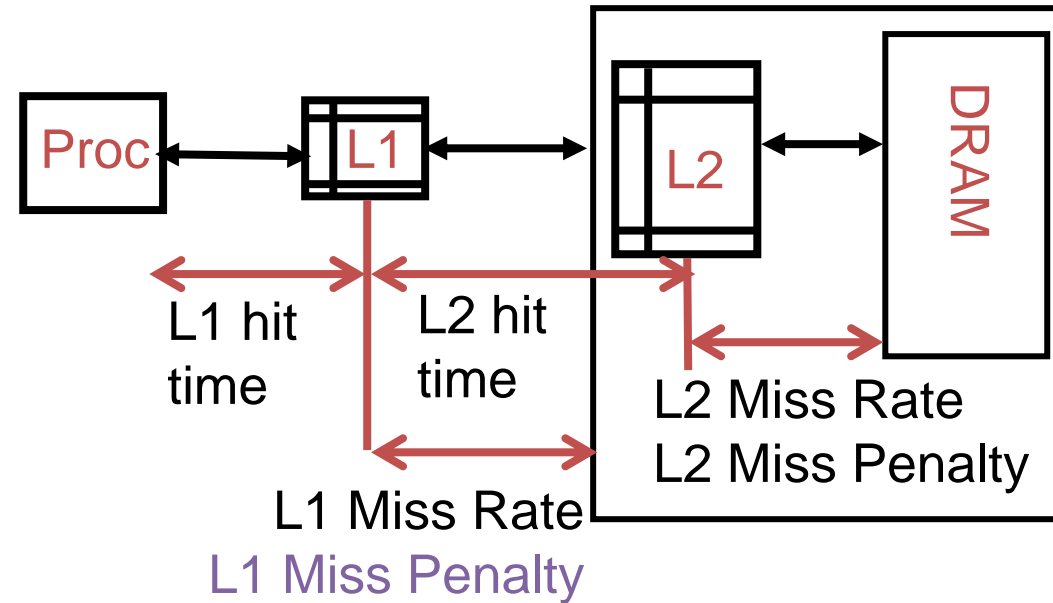 Proc
L1
L2
DRAM
L1 hit
time
L2 hit
time
L2 Miss Rate
L2 Miss Penalty
L1 Miss Rate
L1 Miss Penalty